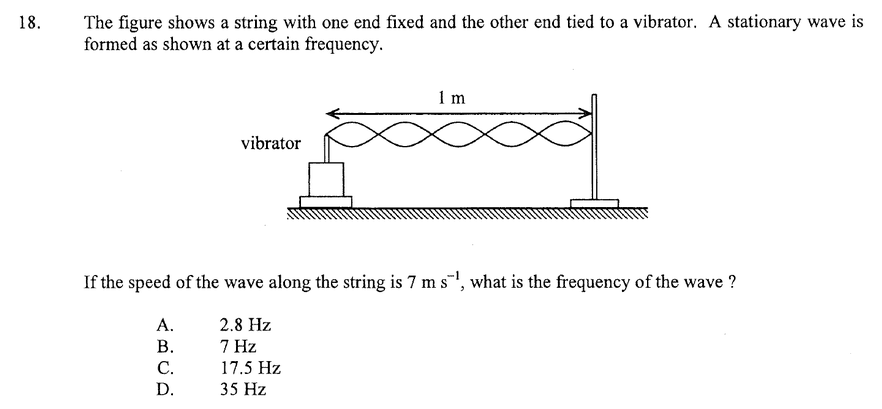 18. The figure shows a string with one end fixed and the other end tied to a vibrator. A stationary wave is
formed as shown at a certain frequency.
1 m
vibrator
If the speed of the wave along the string is 7 m s⁻¹, what is the frequency of the wave ?
A. 2.8 Hz
B. 7 Hz
C. 17.5 Hz
D. 35 Hz